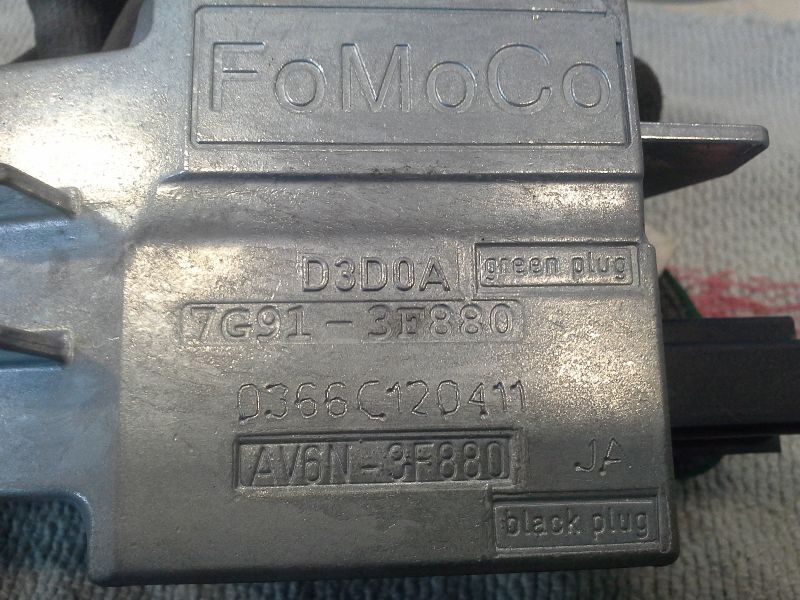 FoMoCo
D3D0A green plug
7G91-3F880
0366C120411
AV6N-3F880 JA
black plug